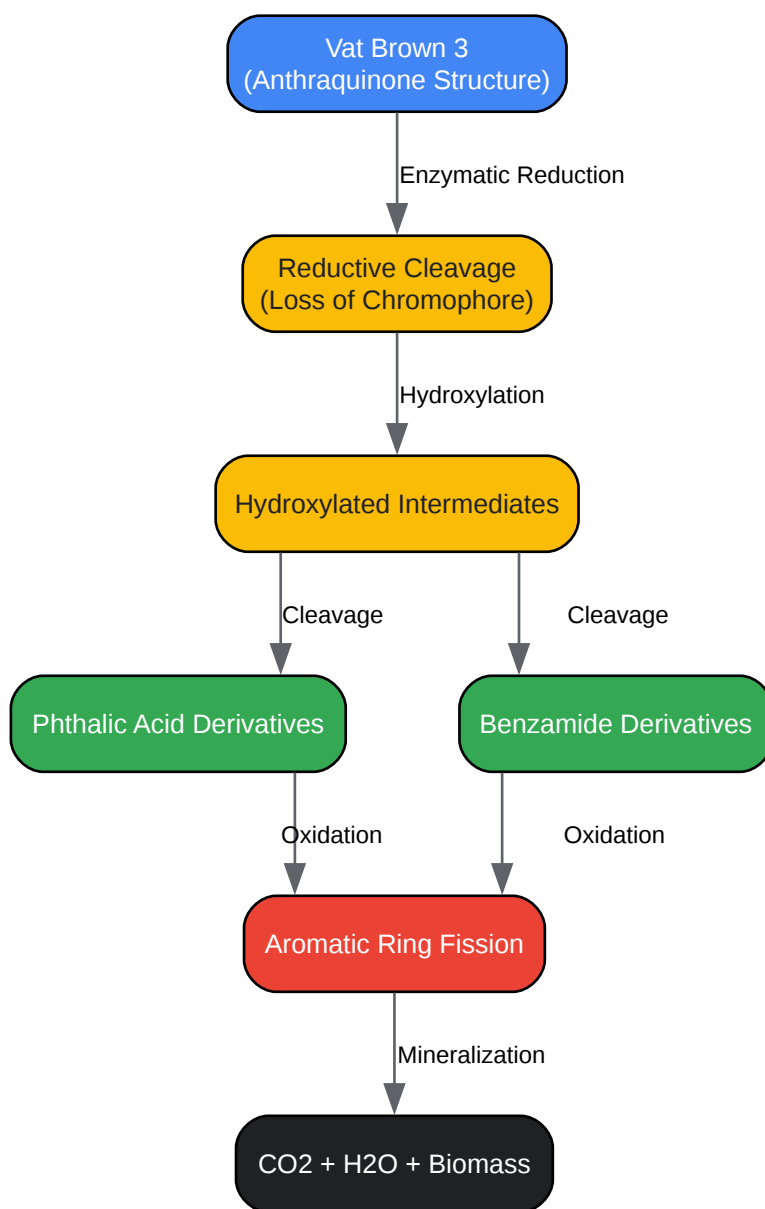 Vat Brown 3
(Anthraquinone Structure)
Enzymatic Reduction
Reductive Cleavage
(Loss of Chromophore)
Hydroxylation
Hydroxylated Intermediates
Cleavage
Cleavage
Phthalic Acid Derivatives
Benzamide Derivatives
Oxidation
Oxidation
Aromatic Ring Fission
Mineralization
CO2 + H2O + Biomass